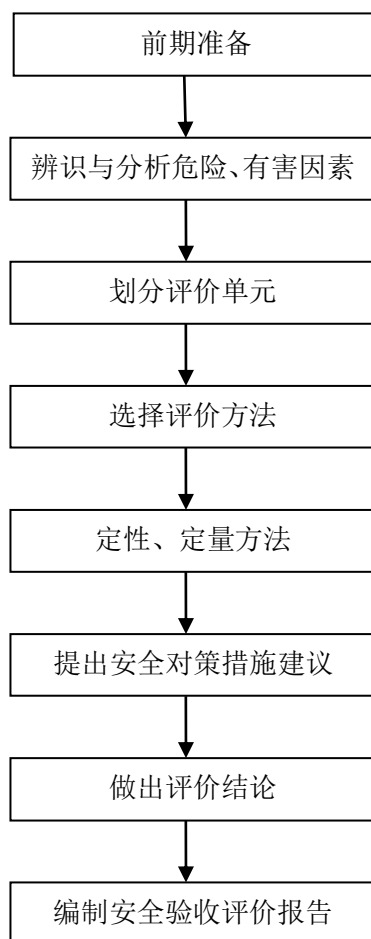 前期准备
辨识与分析危险、有害因素
划分评价单元
选择评价方法
定性、定量方法
提出安全对策措施建议
做出评价结论
编制安全验收评价报告